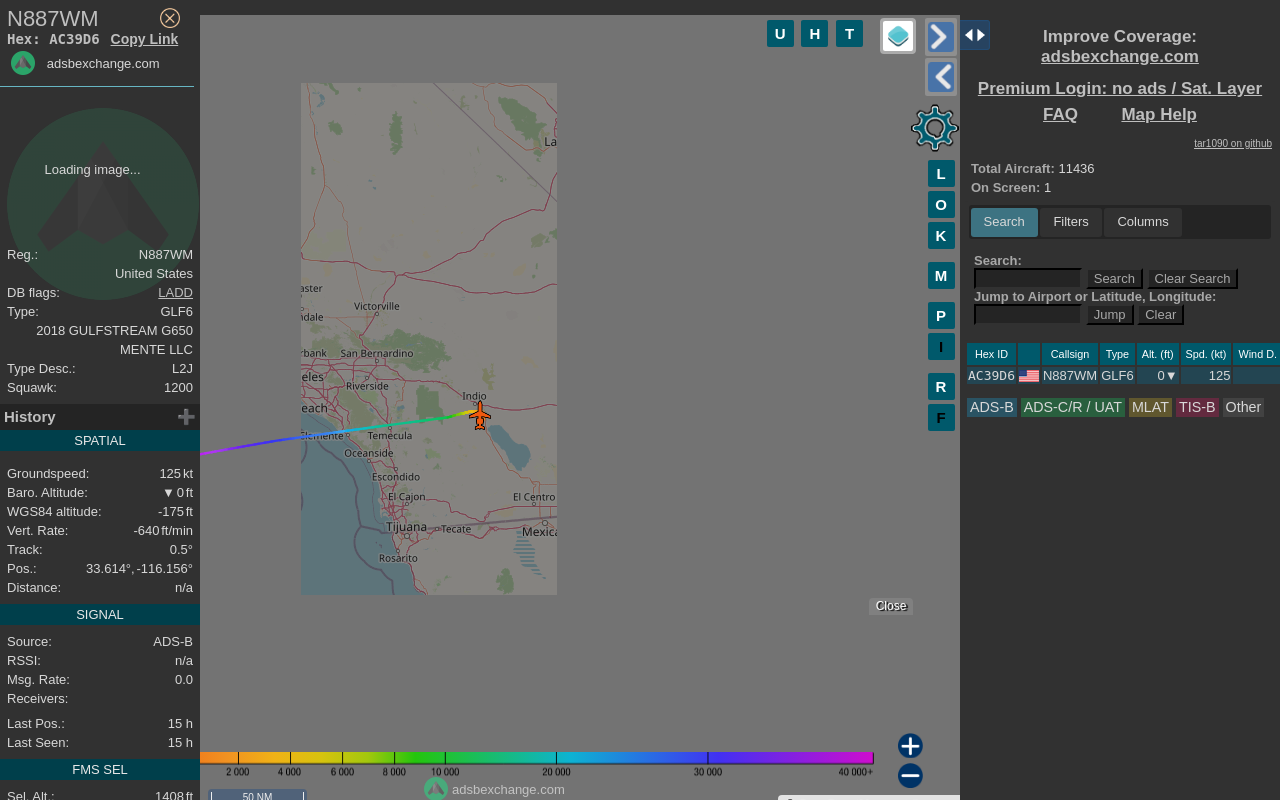 N887WM
Hex: AC39D6 Copy Link
adsbexchange.com
Loading image...
Reg.: N887WM
United States
DB flags: LADD
Type: GLF6
2018 GULFSTREAM G650
MENTE LLC
Type Desc.: L2J
Squawk: 1200
History
SPATIAL
Groundspeed: 125 kt
Baro. Altitude: ▼ 0 ft
WGS84 altitude: -175 ft
Vert. Rate: -640 ft/min
Track: 0.5°
Pos.: 33.614°, -116.156°
Distance: n/a
SIGNAL
Source: ADS-B
RSSI: n/a
Msg. Rate: 0.0
Receivers:
Last Pos.: 15 h
Last Seen: 15 h
FMS SEL
Sel. Alt.: 1408 ft
U H T
La
aster
Victorville
dale
rbank San Bernardino
eles
Riverside
Indio
each
Clemente Temecula
Oceanside
Escondido
El Cajon El Centro
Tijuana Tecate Mexica
Rosarito
L
O
K
M
P
I
R
F
Close
2 000 4 000 6 000 8 000 10 000 20 000 30 000 40 000+
adsbexchange.com
50 NM
Improve Coverage:
adsbexchange.com
Premium Login: no ads / Sat. Layer
FAQ Map Help
tar1090 on github
Total Aircraft: 11436
On Screen: 1
Search Filters Columns
Search:
Search Clear Search
Jump to Airport or Latitude, Longitude:
Jump Clear
Hex ID Callsign Type Alt. (ft) Spd. (kt) Wind D.
AC39D6 N887WM GLF6 0▼ 125
ADS-B ADS-C/R / UAT MLAT TIS-B Other